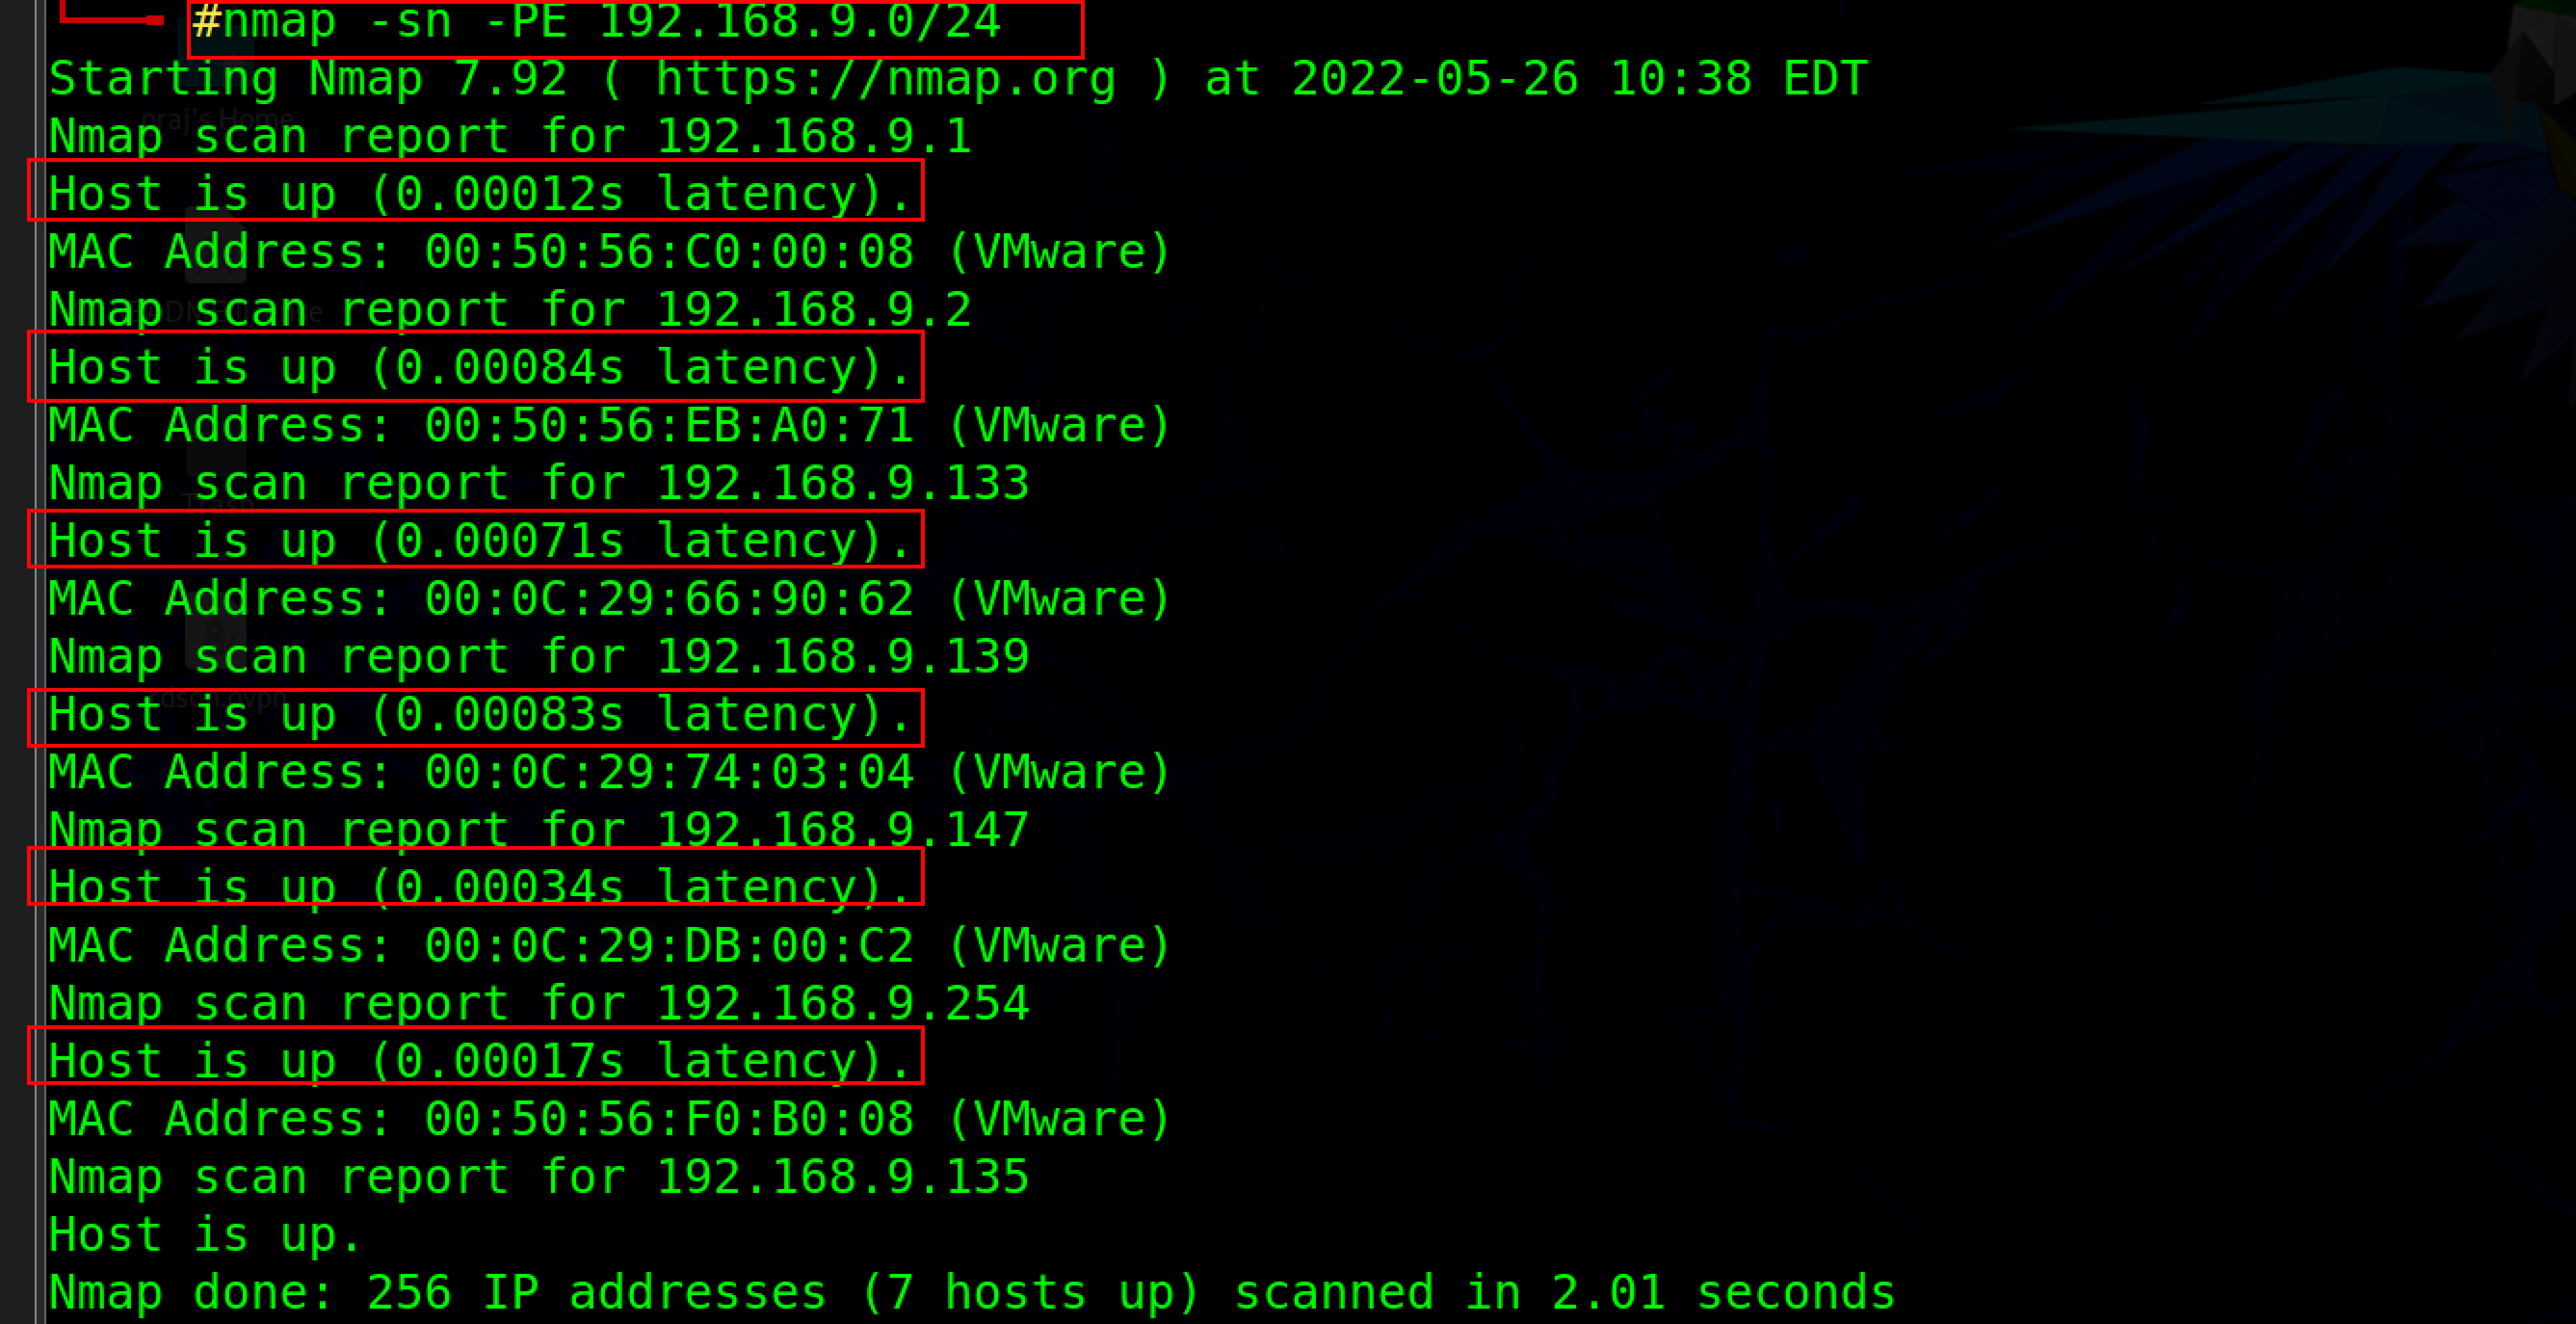 #nmap -sn -PE 192.168.9.0/24
Starting Nmap 7.92 ( https://nmap.org ) at 2022-05-26 10:38 EDT
praj's Home
Nmap scan report for 192.168.9.1
Host is up (0.00012s latency).
MAC Address: 00:50:56:C0:00:08 (VMware)
Nmap scan report for 192.168.9.2
Host is up (0.00084s latency).
MAC Address: 00:50:56:EB:A0:71 (VMware)
Nmap scan report for 192.168.9.133
Trash
Host is up (0.00071s latency).
MAC Address: 00:0C:29:66:90:62 (VMware)
Nmap scan report for 192.168.9.139
Host is up (0.00083s latency).
MAC Address: 00:0C:29:74:03:04 (VMware)
Nmap scan report for 192.168.9.147
Host is up (0.00034s latency).
MAC Address: 00:0C:29:DB:00:C2 (VMware)
Nmap scan report for 192.168.9.254
Host is up (0.00017s latency).
MAC Address: 00:50:56:F0:B0:08 (VMware)
Nmap scan report for 192.168.9.135
Host is up.
Nmap done: 256 IP addresses (7 hosts up) scanned in 2.01 seconds